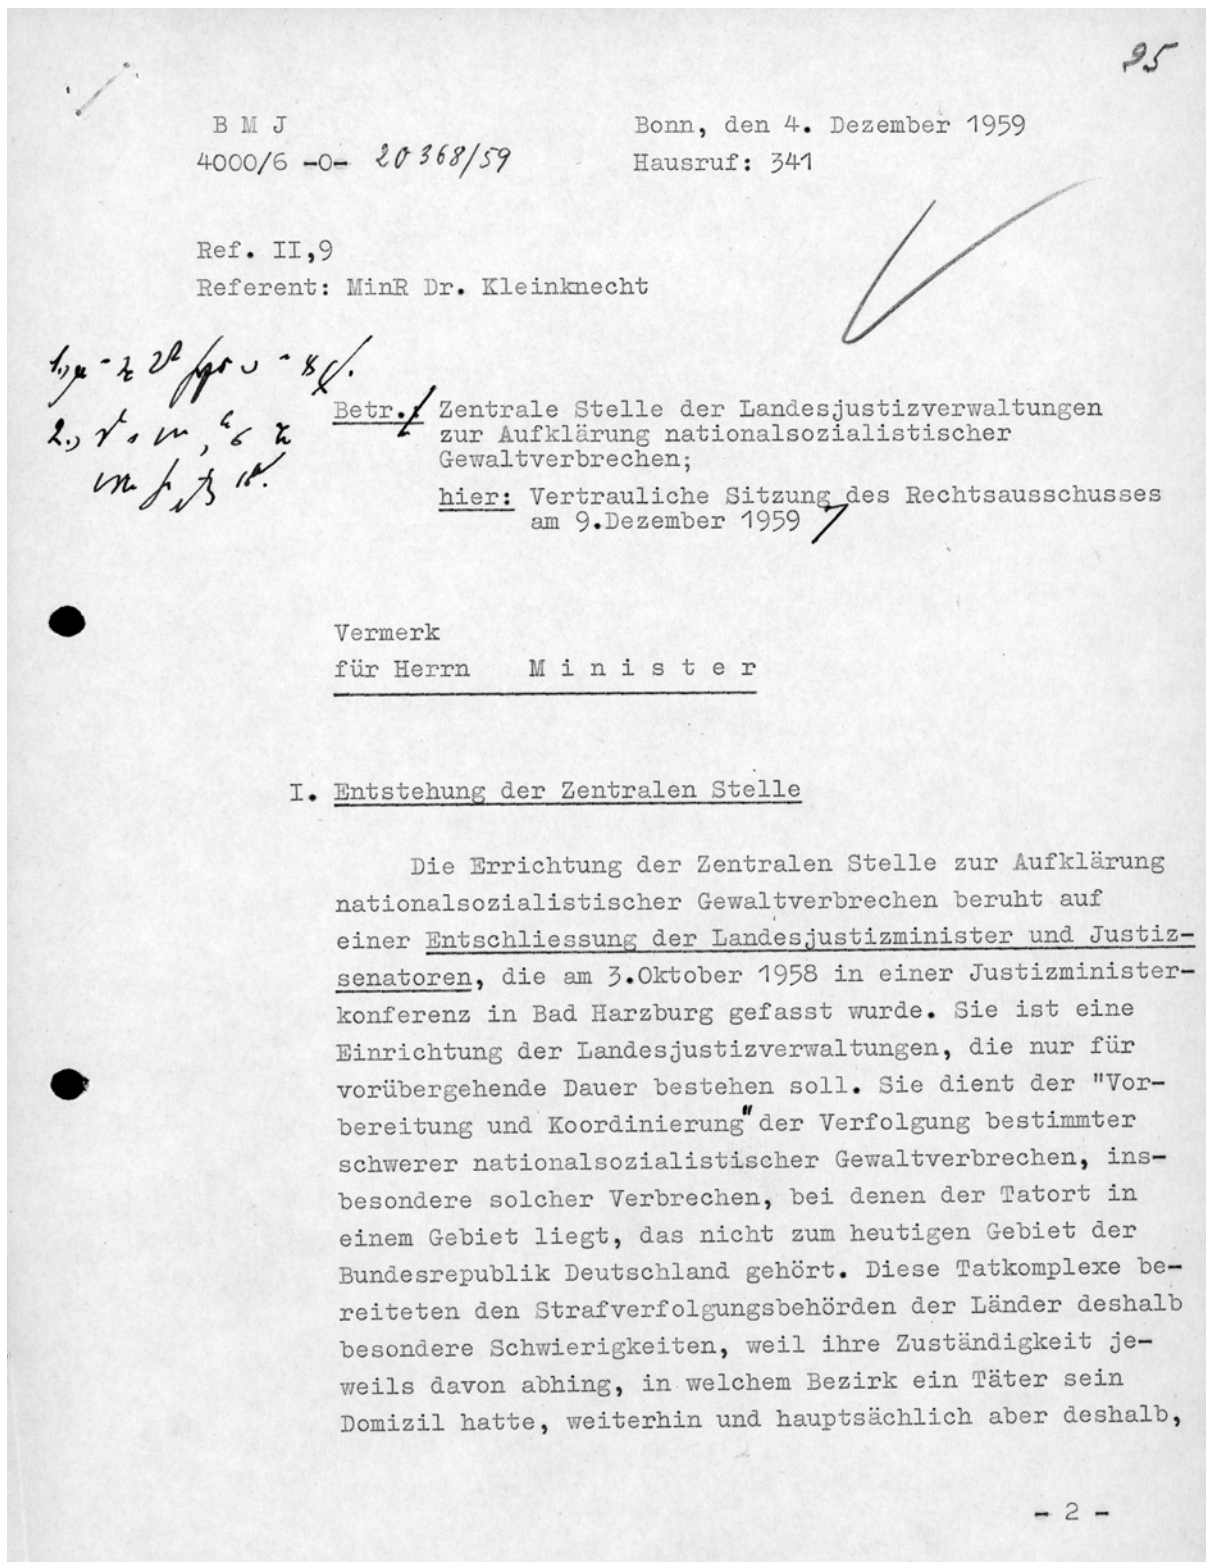 95
B M J
Bonn, den 4. Dezember 1959
4000/6 -0- 20 368/59
Hausruf: 341
Ref. II,9
Referent: MinR Dr. Kleinknecht
1.)
2.)
Betr.: Zentrale Stelle der Landesjustizverwaltungen
zur Aufklärung nationalsozialistischer
Gewaltverbrechen;
hier: Vertrauliche Sitzung des Rechtsausschusses
am 9.Dezember 1959
Vermerk
für Herrn M i n i s t e r
I. Entstehung der Zentralen Stelle
Die Errichtung der Zentralen Stelle zur Aufklärung
nationalsozialistischer Gewaltverbrechen beruht auf
einer Entschliessung der Landesjustizminister und Justiz-
senatoren, die am 3.Oktober 1958 in einer Justizminister-
konferenz in Bad Harzburg gefasst wurde. Sie ist eine
Einrichtung der Landesjustizverwaltungen, die nur für
vorübergehende Dauer bestehen soll. Sie dient der "Vor-
bereitung und Koordinierung" der Verfolgung bestimmter
schwerer nationalsozialistischer Gewaltverbrechen, ins-
besondere solcher Verbrechen, bei denen der Tatort in
einem Gebiet liegt, das nicht zum heutigen Gebiet der
Bundesrepublik Deutschland gehört. Diese Tatkomplexe be-
reiteten den Strafverfolgungsbehörden der Länder deshalb
besondere Schwierigkeiten, weil ihre Zuständigkeit je-
weils davon abhing, in welchem Bezirk ein Täter sein
Domizil hatte, weiterhin und hauptsächlich aber deshalb,
- 2 -